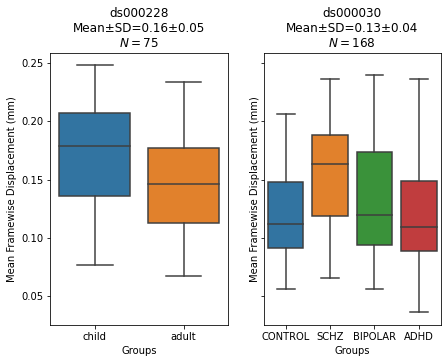 ds000228
Mean±SD=0.16±0.05
N = 75
ds000030
Mean±SD=0.13±0.04
N = 168
Mean Framewise Displacement (mm)
0.25
0.20
0.15
0.10
0.05
child
adult
Groups
Mean Framewise Displacement (mm)
CONTROL
SCHZ
BIPOLAR
ADHD
Groups